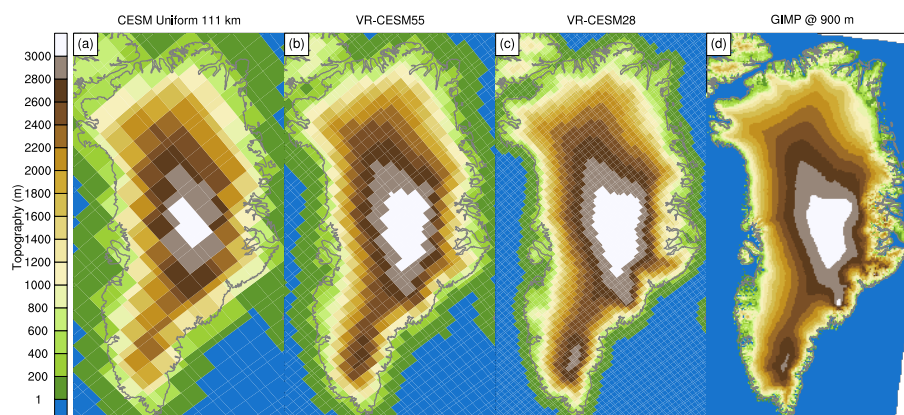 CESM Uniform 111 km
VR-CESM55
VR-CESM28
GIMP @ 900 m
(a)
(b)
(c)
(d)
Topography (m)
3000
2800
2600
2400
2200
2000
1800
1600
1400
1200
1000
800
600
400
200
1